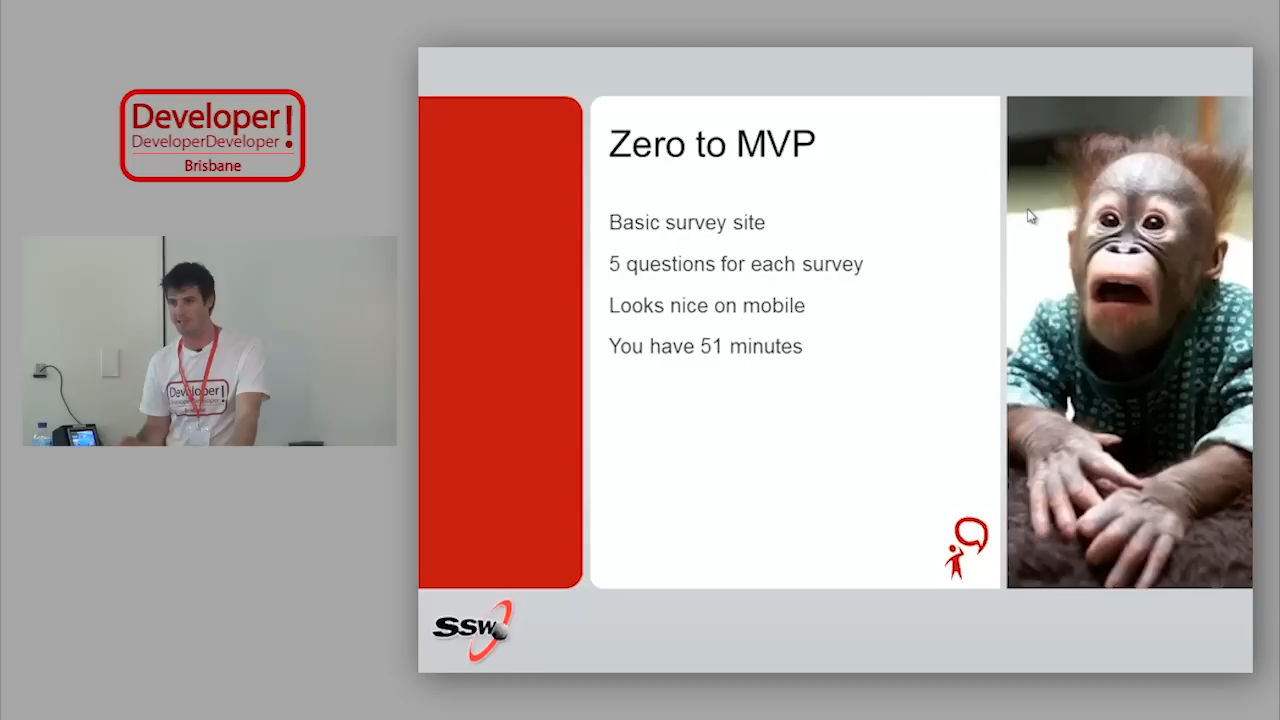 Developer!
DeveloperDeveloper
Brisbane
Developer!
Zero to MVP
Basic survey site
5 questions for each survey
Looks nice on mobile
You have 51 minutes
SSW